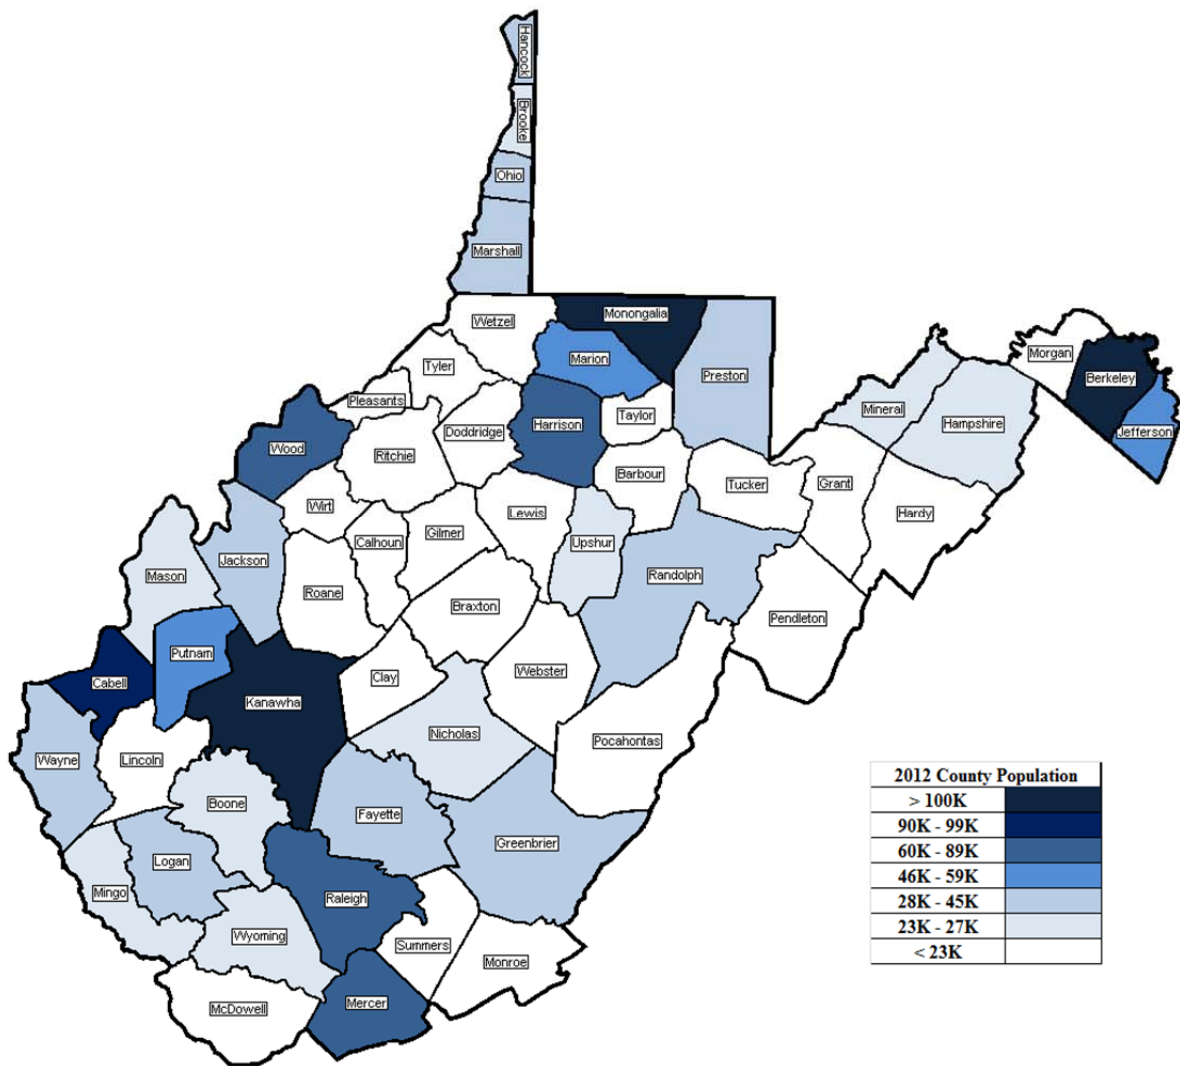 Hancock
Brooke
Ohio
Marshall
Wetzel
Monongalia
Marion
Preston
Tyler
Pleasants
Taylor
Doddridge
Harrison
Wood
Ritchie
Barbour
Wirt
Lewis
Tucker
Morgan
Berkeley
Mineral
Hampshire
Jefferson
Grant
Hardy
Calhoun
Gilmer
Upshur
Jackson
Mason
Randolph
Roane
Braxton
Pendleton
Putnam
Cabell
Clay
Webster
Kanawha
Nicholas
Pocahontas
Wayne
Lincoln
Boone
Fayette
Greenbrier
Logan
Mingo
Raleigh
Wyoming
Summers
Monroe
McDowell
Mercer
2012 County Population
> 100K
90K - 99K
60K - 89K
46K - 59K
28K - 45K
23K - 27K
< 23K